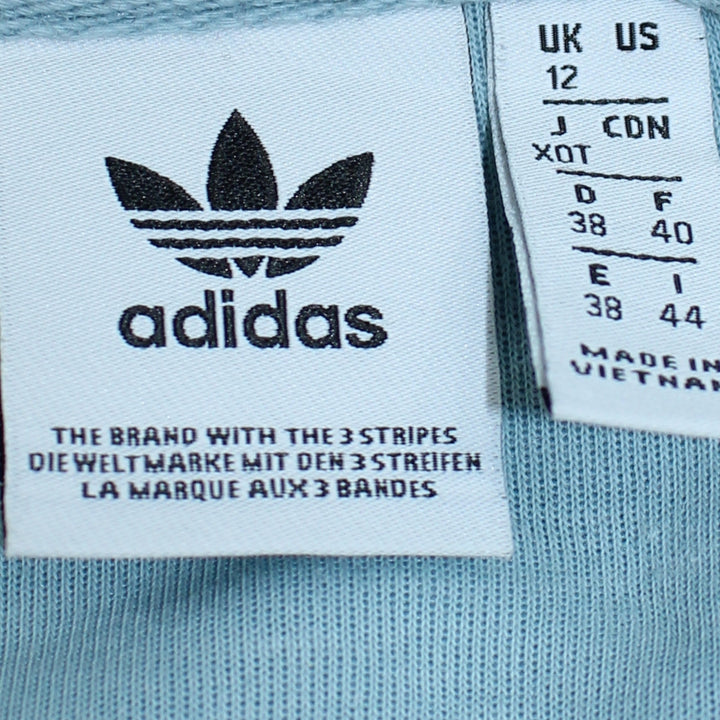 adidas
THE BRAND WITH THE 3 STRIPES
DIE WELTMARKE MIT DEN 3 STREIFEN
LA MARQUE AUX 3 BANDES
UK US
12
J CDN
XOT
D F
38 40
E I
38 44
MADE IN
VIETNAM